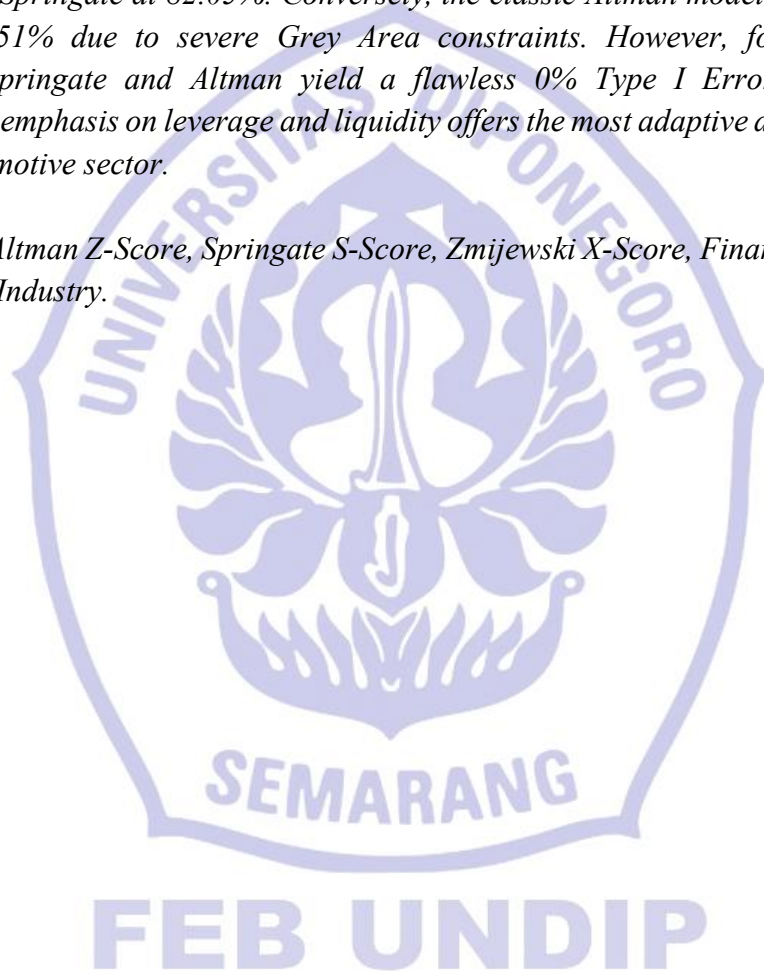 Springate at 82.05%. Conversely, the classic Altman model
51% due to severe Grey Area constraints. However, fo
pringate and Altman yield a flawless 0% Type I Erro
emphasis on leverage and liquidity offers the most adaptive a
motive sector.
Altman Z-Score, Springate S-Score, Zmijewski X-Score, Finan
Industry.
UNIVERSITAS DIPONEGORO
SEMARANG
FEB UNDIP